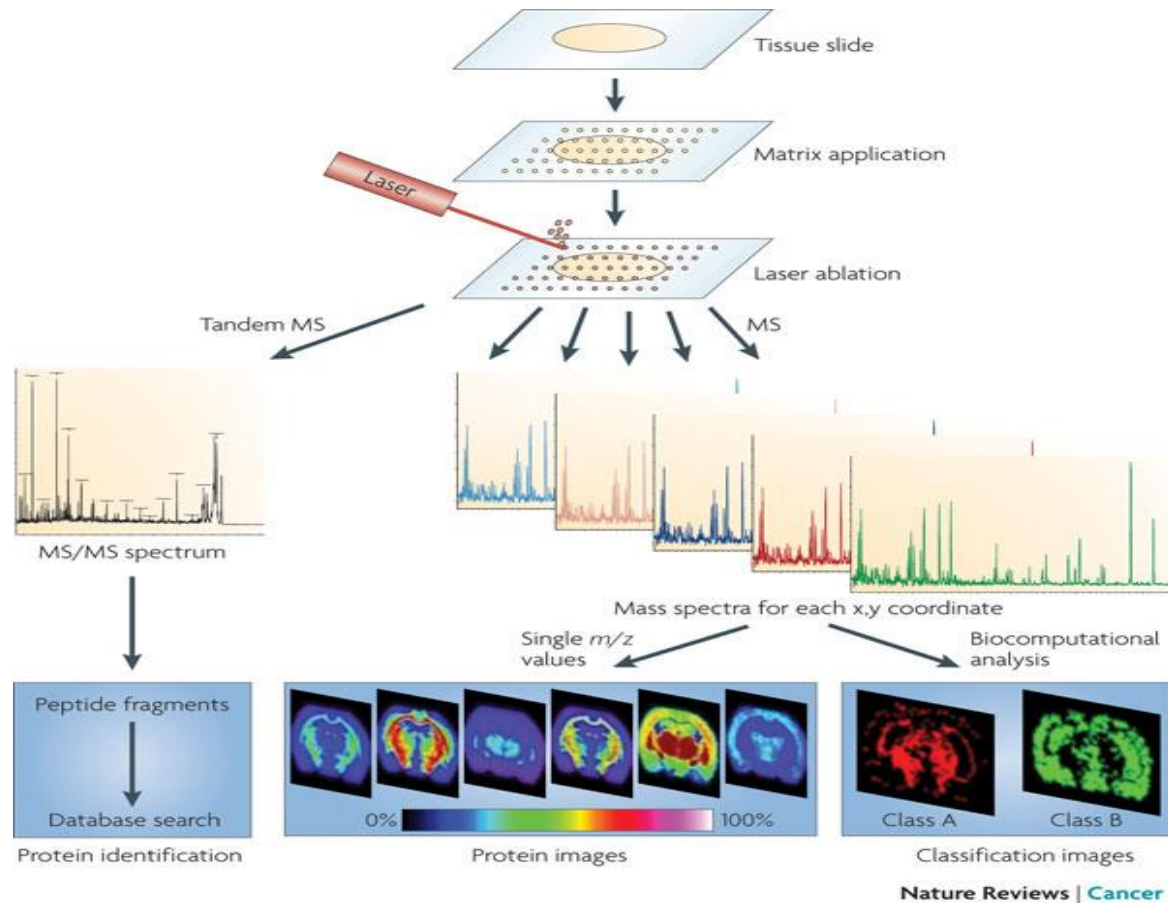 Tissue slide
Matrix application
Laser
Laser ablation
Tandem MS
MS
MS/MS spectrum
Mass spectra for each x,y coordinate
Single m/z
values
Biocomputational
analysis
Peptide fragments
Database search
0%
100%
Class A
Class B
Protein identification
Protein images
Classification images
Nature Reviews | Cancer